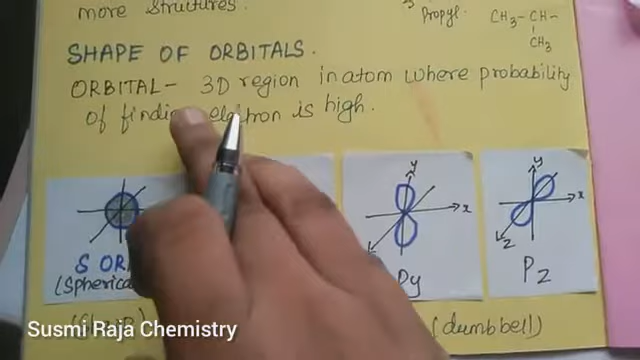 more structures.
Propyl. CH₃-CH-
CH₃
SHAPE OF ORBITALS.
ORBITAL- 3D region in atom where probability
of finding electron is high.
y y
x x
z
S OR
(Spherica
Py Pz
(dumbbell)
Susmi Raja Chemistry